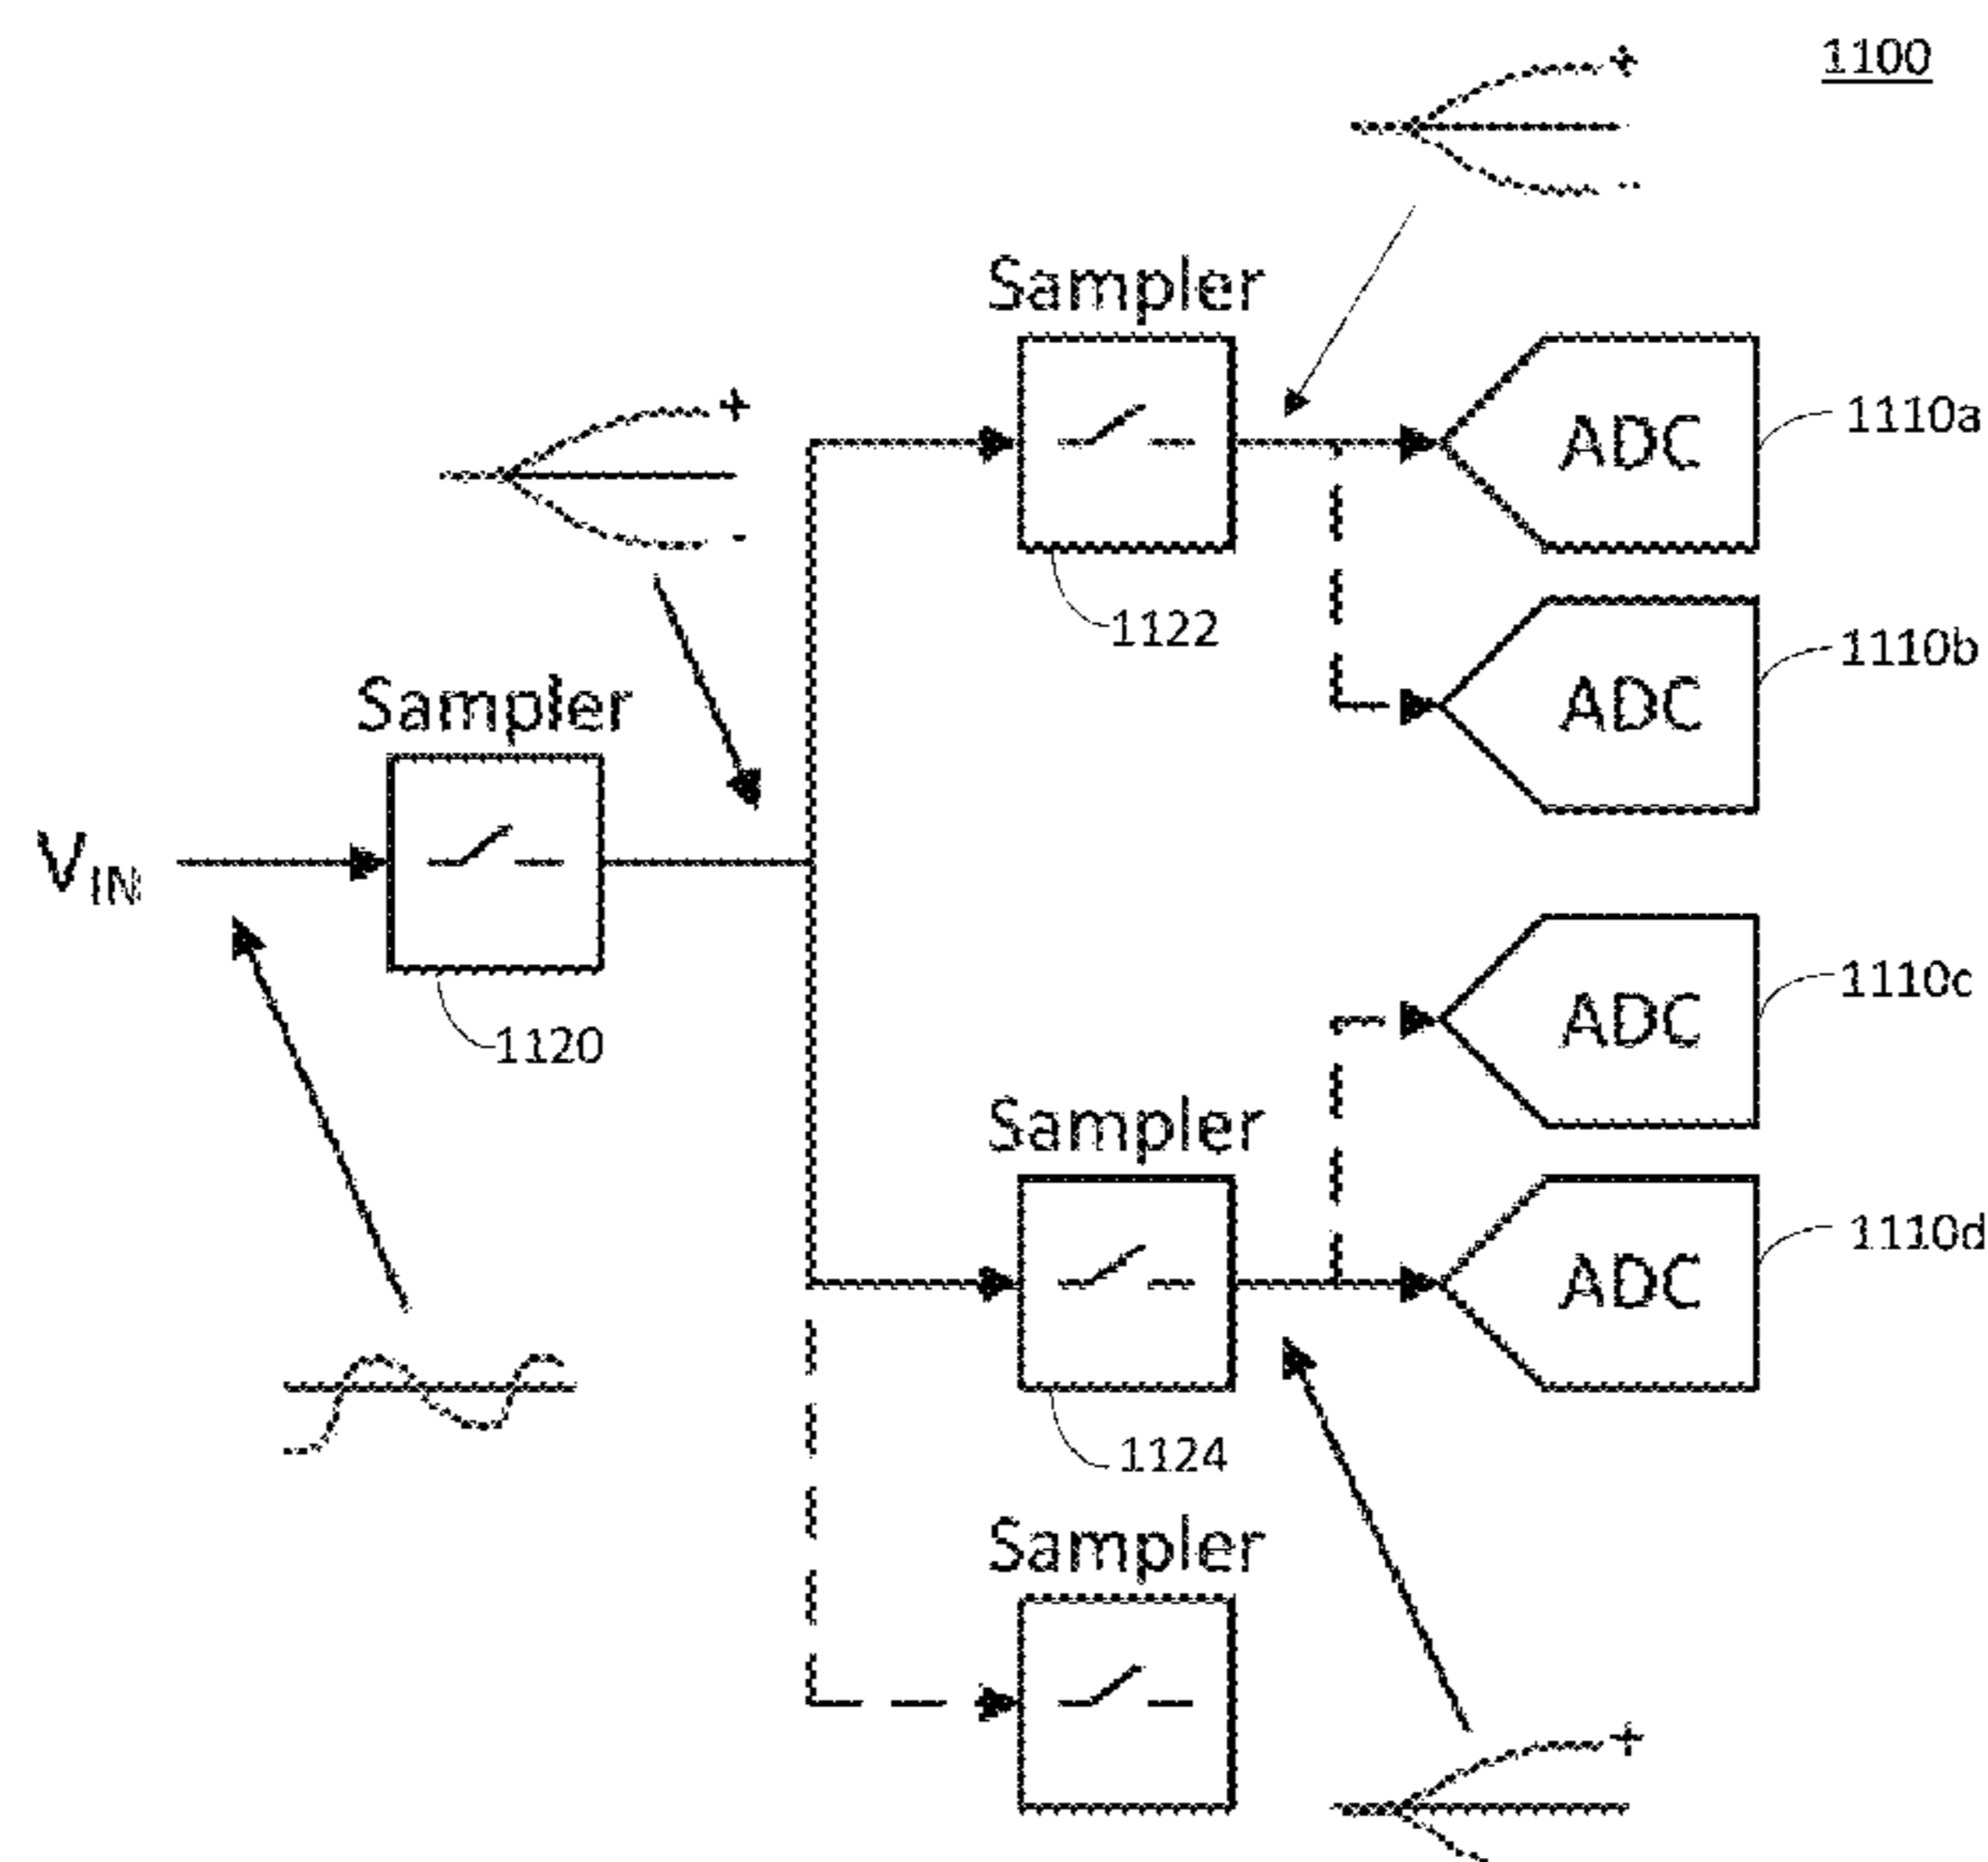 1100
+
-
Sampler
+
-
ADC
1110a
1122
ADC
1110b
Sampler
V_IN
1120
ADC
1110c
Sampler
ADC
1110d
1124
Sampler
+